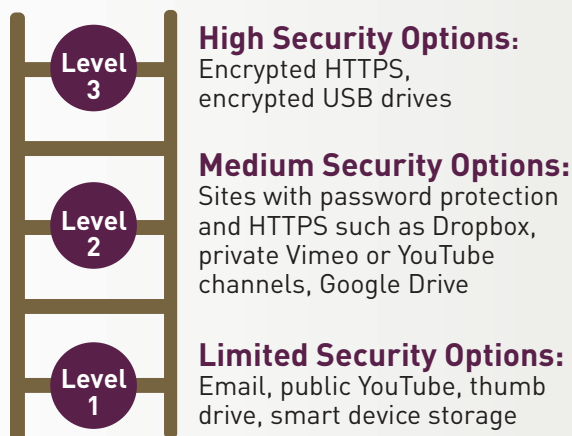 Level
3
High Security Options:
Encrypted HTTPS,
encrypted USB drives
Level
2
Medium Security Options:
Sites with password protection
and HTTPS such as Dropbox,
private Vimeo or YouTube
channels, Google Drive
Level
1
Limited Security Options:
Email, public YouTube, thumb
drive, smart device storage